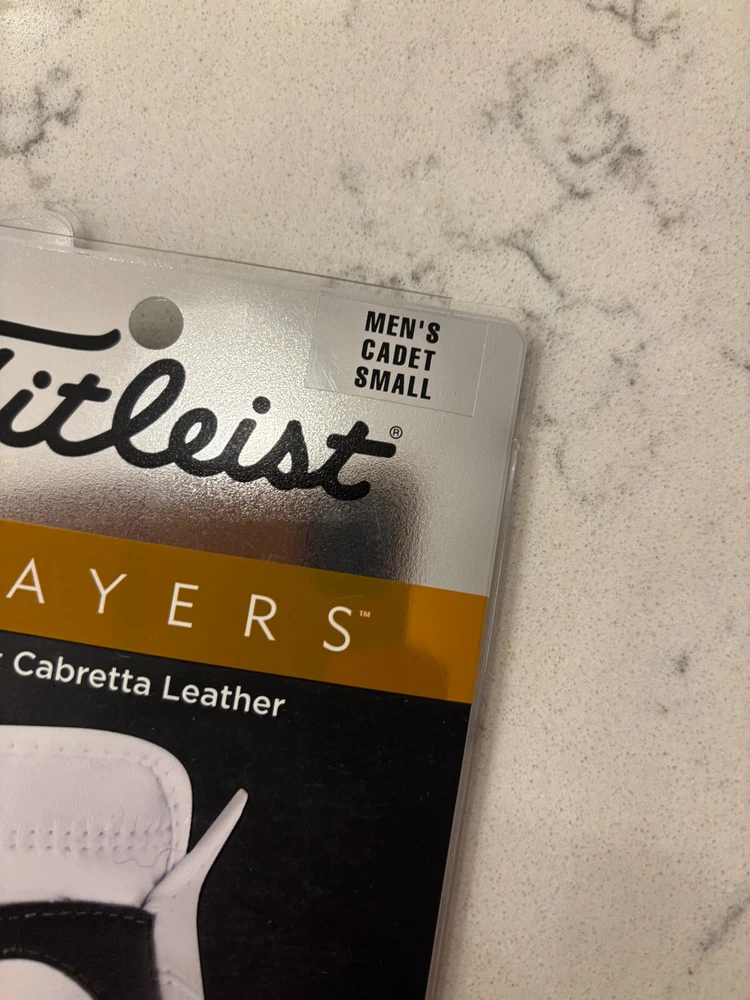 MEN'S
CADET
SMALL
Titleist®
AYERS™
Cabretta Leather